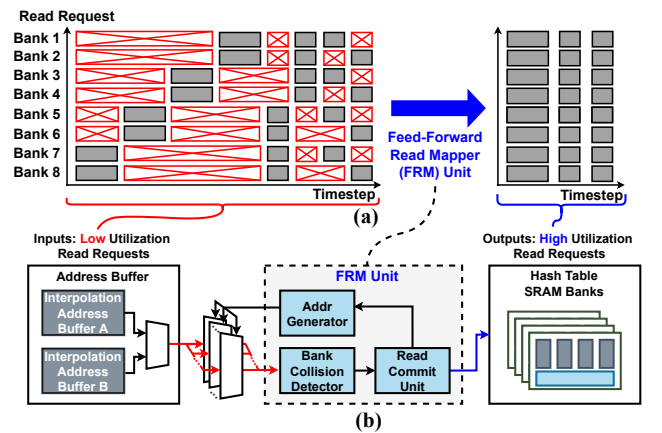 Read Request
Bank 1
Bank 2
Bank 3
Bank 4
Bank 5
Bank 6
Bank 7
Bank 8
Timestep
(a)
Feed-Forward
Read Mapper
(FRM) Unit
Timestep
Inputs: Low Utilization
Read Requests
Outputs: High Utilization
Read Requests
Address Buffer
Interpolation
Address
Buffer A
Interpolation
Address
Buffer B
FRM Unit
Addr
Generator
Bank
Collision
Detector
Read
Commit
Unit
Hash Table
SRAM Banks
(b)